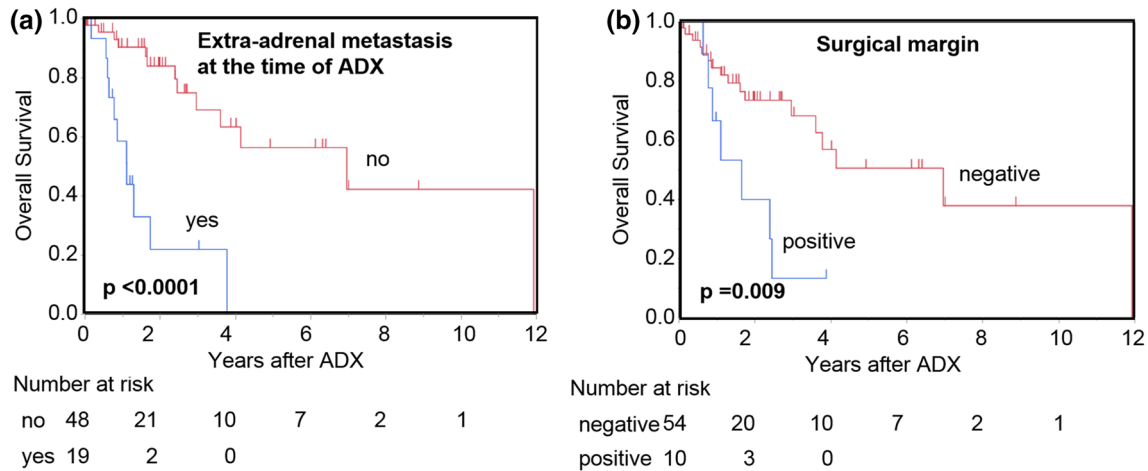 (a)
Overall Survival
1.0
0.8
0.6
0.4
0.2
0.0
Extra-adrenal metastasis
at the time of ADX
no
yes
p <0.0001
0 2 4 6 8 10 12
Years after ADX
Number at risk
no 48 21 10 7 2 1
yes 19 2 0
(b)
Overall Survival
1.0
0.8
0.6
0.4
0.2
0.0
Surgical margin
negative
positive
p =0.009
0 2 4 6 8 10 12
Years after ADX
Number at risk
negative 54 20 10 7 2 1
positive 10 3 0